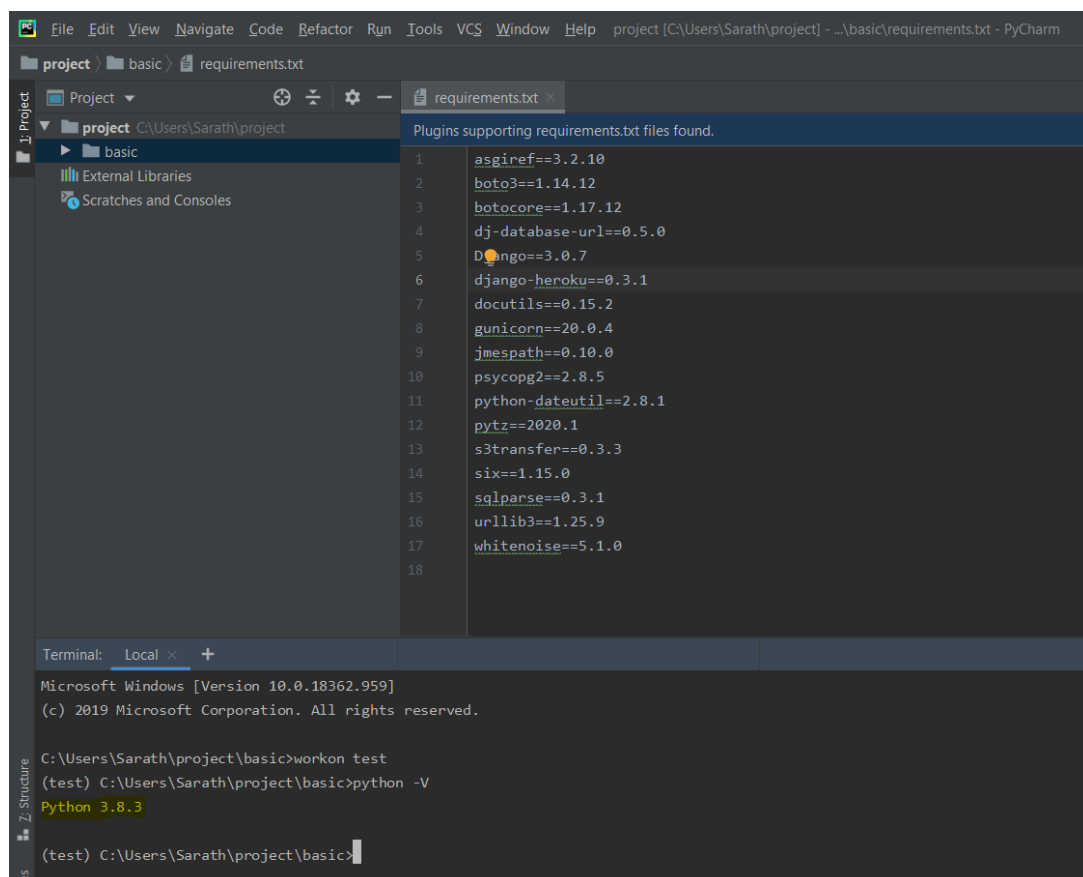 PC File Edit View Navigate Code Refactor Run Tools VCS Window Help project [C:\Users\Sarath\project] - ...\basic\requirements.txt - PyCharm
project basic requirements.txt
1: Project
Project
requirements.txt
project C:\Users\Sarath\project
basic
External Libraries
Scratches and Consoles
Plugins supporting requirements.txt files found.
1 asgiref==3.2.10
2 boto3==1.14.12
3 botocore==1.17.12
4 dj-database-url==0.5.0
5 Django==3.0.7
6 django-heroku==0.3.1
7 docutils==0.15.2
8 gunicorn==20.0.4
9 jmespath==0.10.0
10 psycopg2==2.8.5
11 python-dateutil==2.8.1
12 pytz==2020.1
13 s3transfer==0.3.3
14 six==1.15.0
15 sqlparse==0.3.1
16 urllib3==1.25.9
17 whitenoise==5.1.0
18
Terminal: Local +
Microsoft Windows [Version 10.0.18362.959]
(c) 2019 Microsoft Corporation. All rights reserved.
C:\Users\Sarath\project\basic>workon test
(test) C:\Users\Sarath\project\basic>python -V
Python 3.8.3
(test) C:\Users\Sarath\project\basic>
Z: Structure